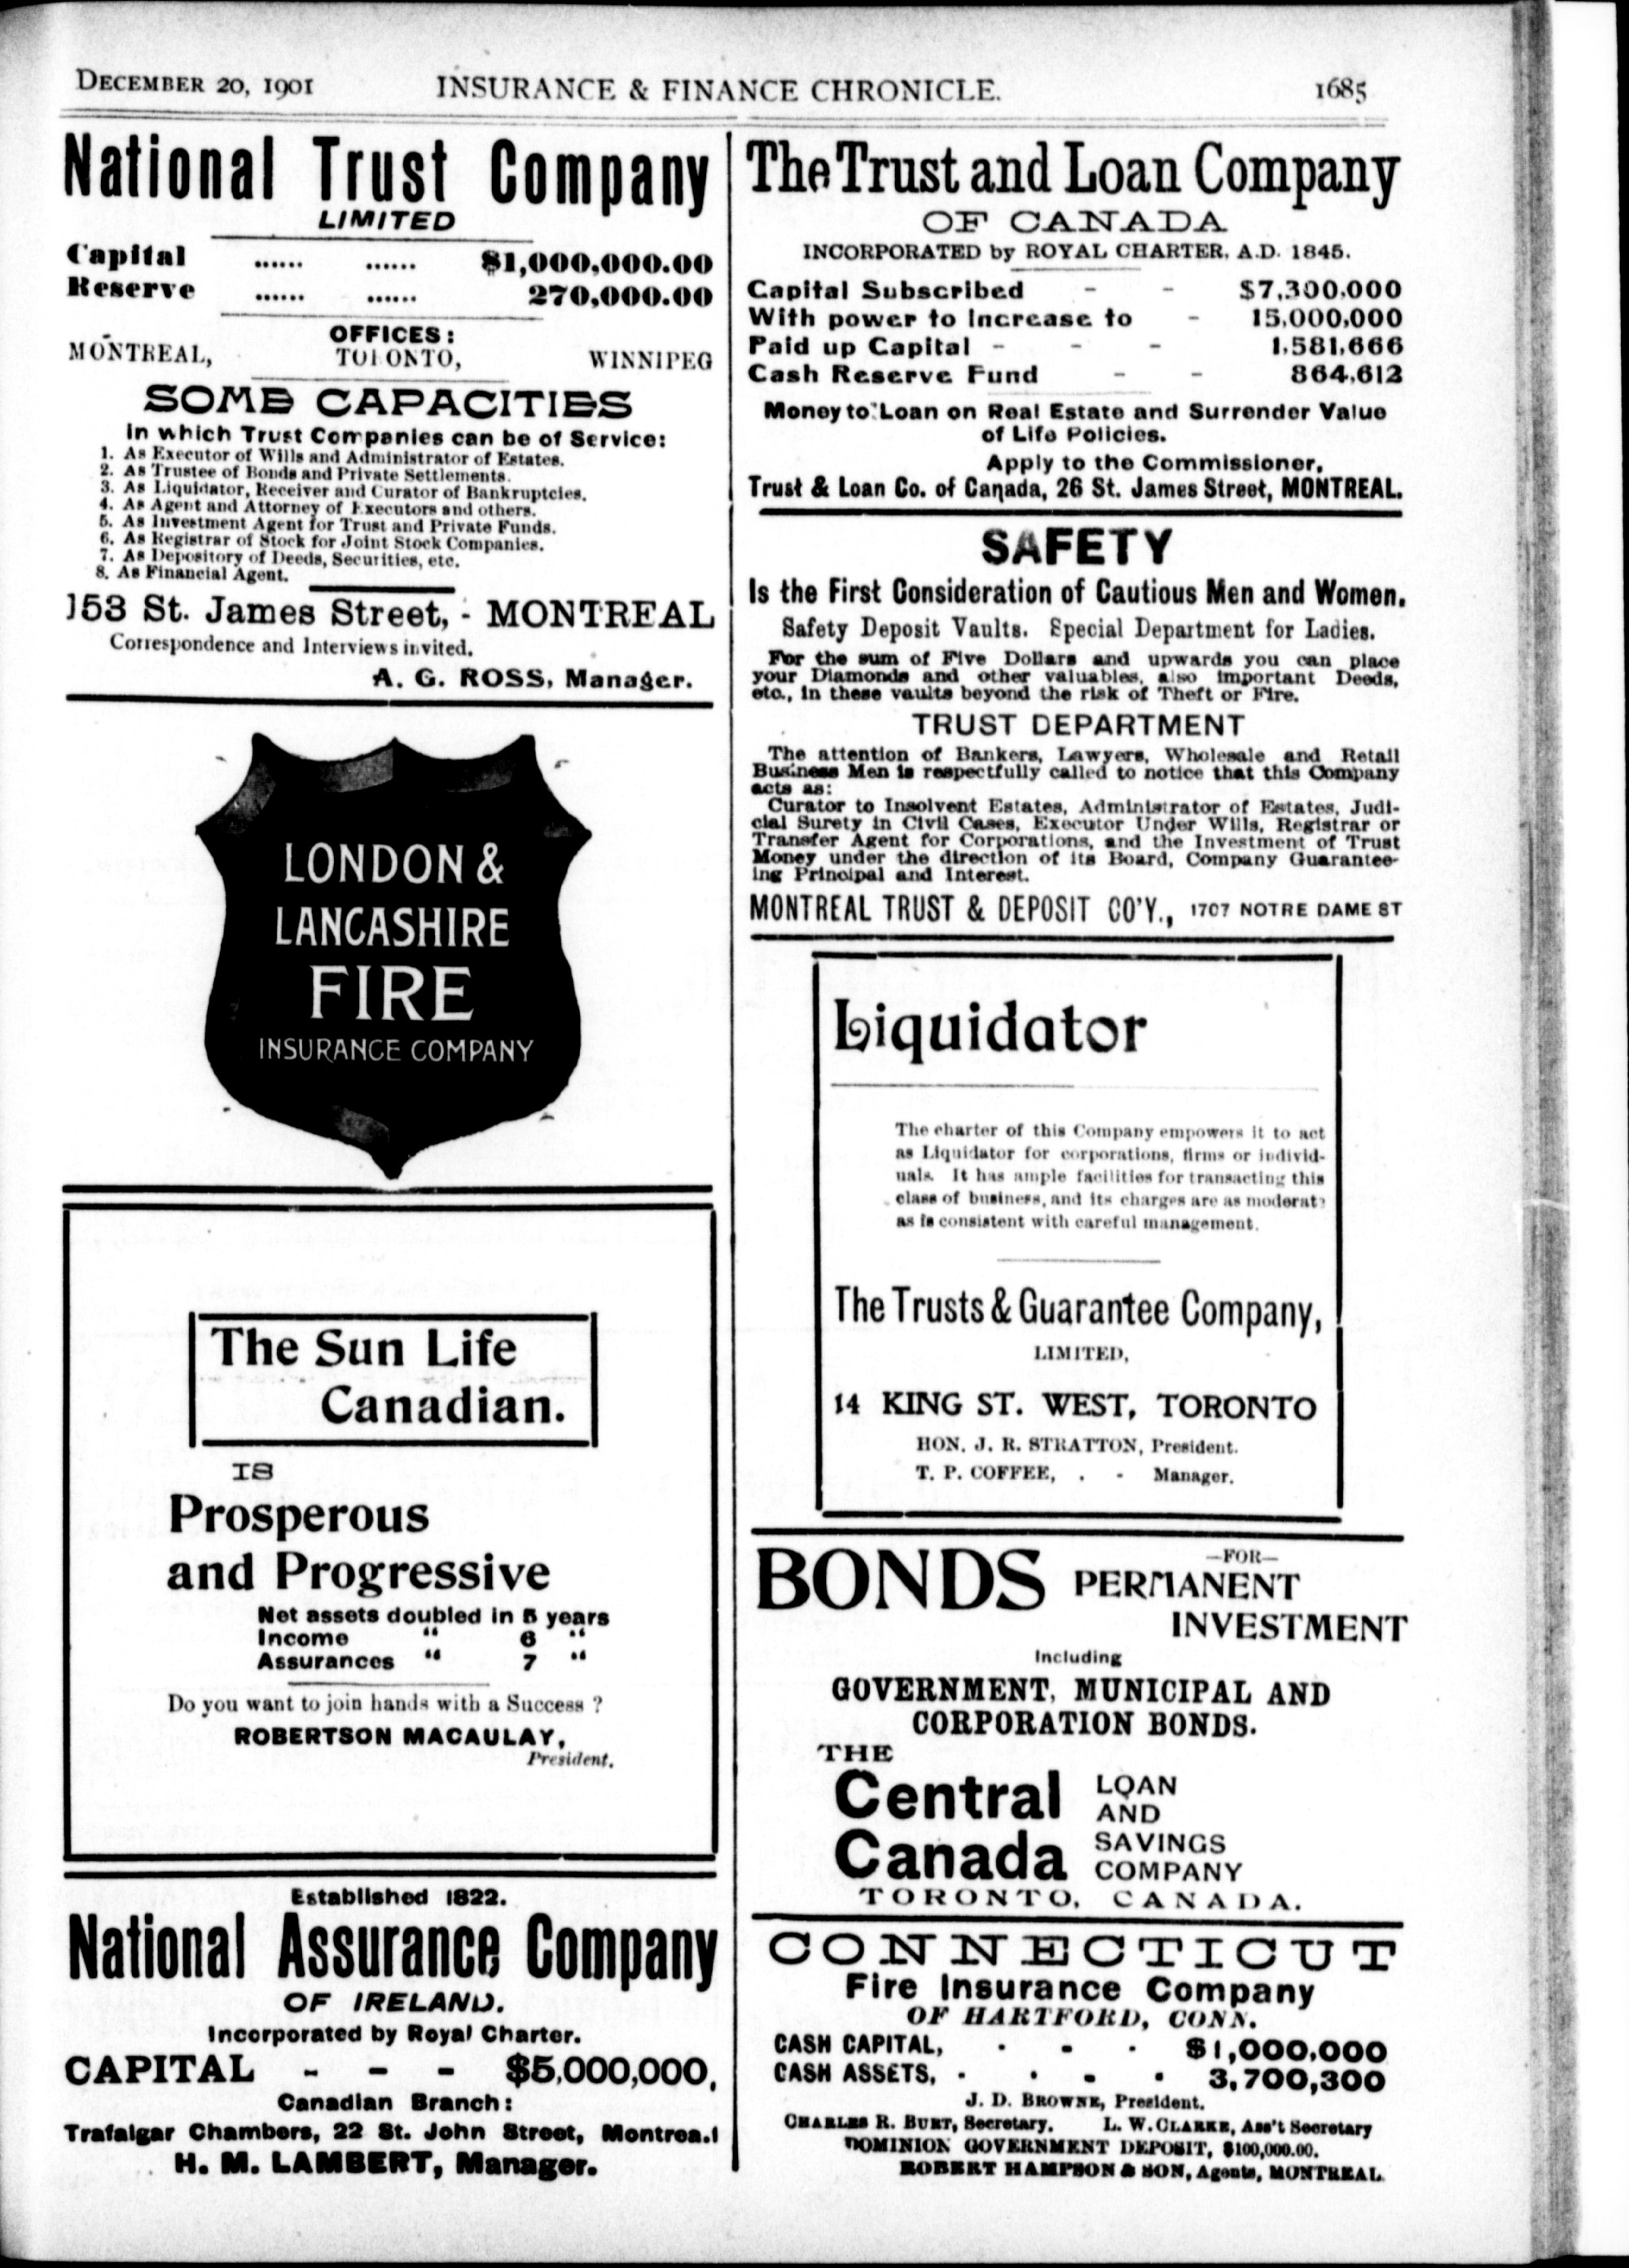 DECEMBER 20, 1901 INSURANCE & FINANCE CHRONICLE. 1685
National Trust Company
LIMITED
Capital ...... ...... $1,000,000.00
Reserve ...... ...... 270,000.00
OFFICES:
MONTREAL, TORONTO, WINNIPEG
SOME CAPACITIES
In which Trust Companies can be of Service:
1. As Executor of Wills and Administrator of Estates.
2. As Trustee of Bonds and Private Settlements.
3. As Liquidator, Receiver and Curator of Bankruptcies.
4. As Agent and Attorney of Executors and others.
5. As Investment Agent for Trust and Private Funds.
6. As Registrar of Stock for Joint Stock Companies.
7. As Depository of Deeds, Securities, etc.
8. As Financial Agent.
153 St. James Street, - MONTREAL
Correspondence and Interviews invited.
A. G. ROSS, Manager.
LONDON &
LANCASHIRE
FIRE
INSURANCE COMPANY
The Sun Life
Canadian.
IS
Prosperous
and Progressive
Net assets doubled in 5 years
Income " 6 "
Assurances " 7 "
Do you want to join hands with a Success ?
ROBERTSON MACAULAY,
President.
Established 1822.
National Assurance Company
OF IRELAND.
Incorporated by Royal Charter.
CAPITAL - - - $5,000,000,
Canadian Branch:
Trafalgar Chambers, 22 St. John Street, Montreal
H. M. LAMBERT, Manager.
The Trust and Loan Company
OF CANADA
INCORPORATED by ROYAL CHARTER, A.D. 1845.
Capital Subscribed - - $7,300,000
With power to Increase to - 15,000,000
Paid up Capital - - - 1,581,666
Cash Reserve Fund - - 864,612
Money to Loan on Real Estate and Surrender Value
of Life Policies.
Apply to the Commissioner,
Trust & Loan Co. of Canada, 26 St. James Street, MONTREAL.
SAFETY
Is the First Consideration of Cautious Men and Women.
Safety Deposit Vaults. Special Department for Ladies.
For the sum of Five Dollars and upwards you can place
your Diamonds and other valuables, also important Deeds,
etc., in these vaults beyond the risk of Theft or Fire.
TRUST DEPARTMENT
The attention of Bankers, Lawyers, Wholesale and Retail
Business Men is respectfully called to notice that this Company
acts as:
Curator to Insolvent Estates, Administrator of Estates, Judi-
cial Surety in Civil Cases, Executor Under Wills, Registrar or
Transfer Agent for Corporations, and the Investment of Trust
Money under the direction of its Board, Company Guarantee-
ing Principal and Interest.
MONTREAL TRUST & DEPOSIT CO'Y., 1707 NOTRE DAME ST
Liquidator
The charter of this Company empowers it to act
as Liquidator for corporations, firms or individ-
uals. It has ample facilities for transacting this
class of business, and its charges are as moderate
as is consistent with careful management.
The Trusts & Guarantee Company,
LIMITED,
14 KING ST. WEST, TORONTO
HON. J. R. STRATTON, President.
T. P. COFFEE, . - Manager.
BONDS —FOR—
PERMANENT
INVESTMENT
Including
GOVERNMENT, MUNICIPAL AND
CORPORATION BONDS.
THE
Central LOAN
AND
Canada SAVINGS
COMPANY
TORONTO, CANADA.
CONNECTICUT
Fire Insurance Company
OF HARTFORD, CONN.
CASH CAPITAL, - - - $1,000,000
CASH ASSETS, - - - - 3,700,300
J. D. BROWNE, President.
CHARLES R. BURT, Secretary. L. W. CLARKE, Ass't Secretary
DOMINION GOVERNMENT DEPOSIT, $100,000.00.
ROBERT HAMPSON & SON, Agents, MONTREAL